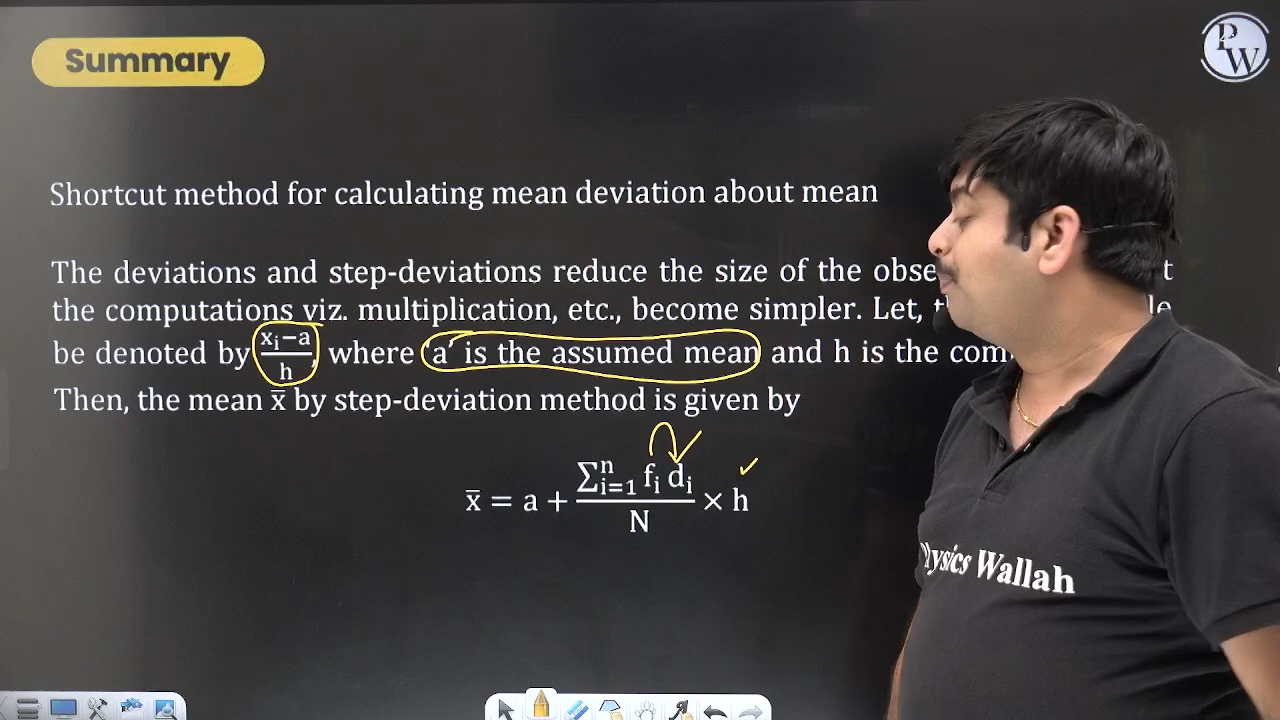 Summary
PW
Shortcut method for calculating mean deviation about mean
The deviations and step-deviations reduce the size of the
the computations viz. multiplication, etc., become simpler. Let,
be denoted by (xᵢ−a)/h, where a' is the assumed mean and h is the
Then, the mean x̄ by step-deviation method is given by
x̄ = a + (∑ⁿᵢ₌₁ fᵢ dᵢ)/N × h
Physics Wallah